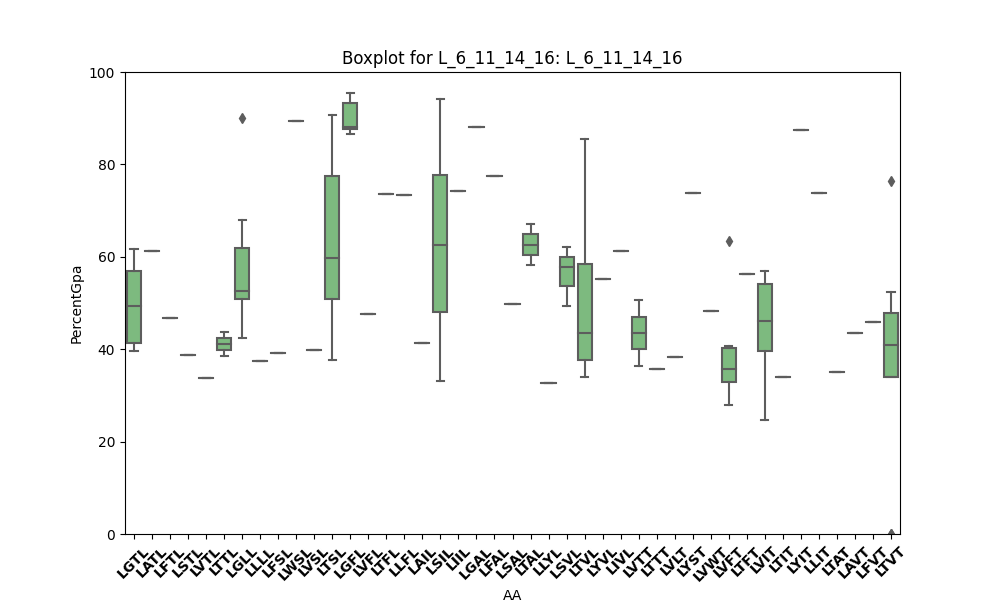 Boxplot for L_6_11_14_16: L_6_11_14_16
100
80
60
40
20
0
PercentGpa
LGTL LATL LFTL LSTL LVTL LTTL LGLL LLLL LFSL LWSL LVSL LTSL LGFL LVFL LTFL LLFL LAIL LSIL LIIL LGAL LFAL LSAL LTAL LLYL LSVL LTVL LYVL LIVL LVTT LTTT LVLT LYST LVWT LVFT LTFT LVIT LTIT LYIT LLIT LTAT LAVT LFVT LTVT
AA